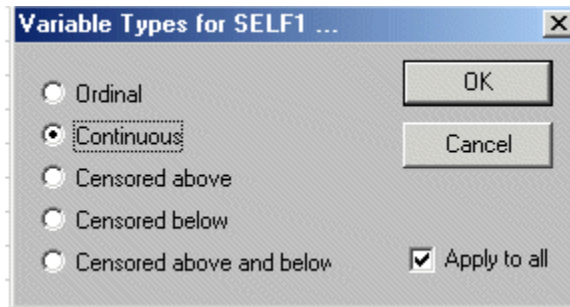 Variable Types for SELF1 ...
Ordinal
Continuous
Censored above
Censored below
Censored above and below
OK
Cancel
Apply to all